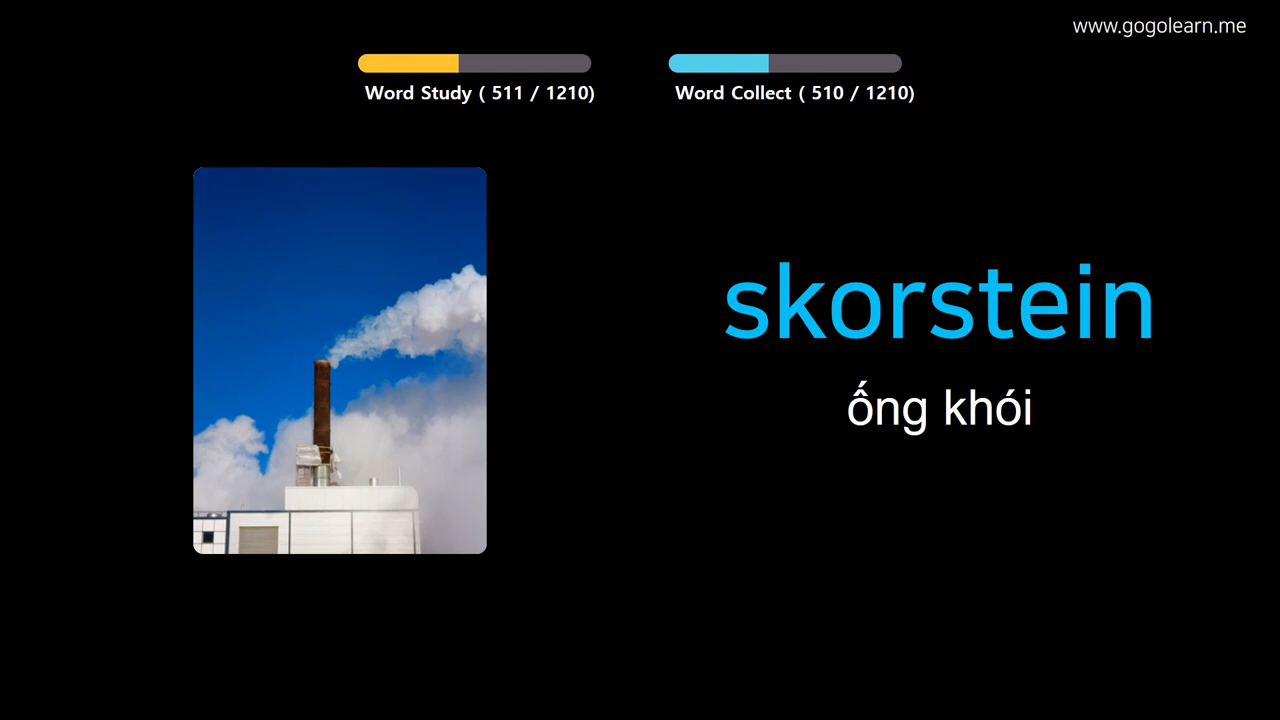 www.gogolearn.me
Word Study ( 511 / 1210)
Word Collect ( 510 / 1210)
skorstein
ống khói